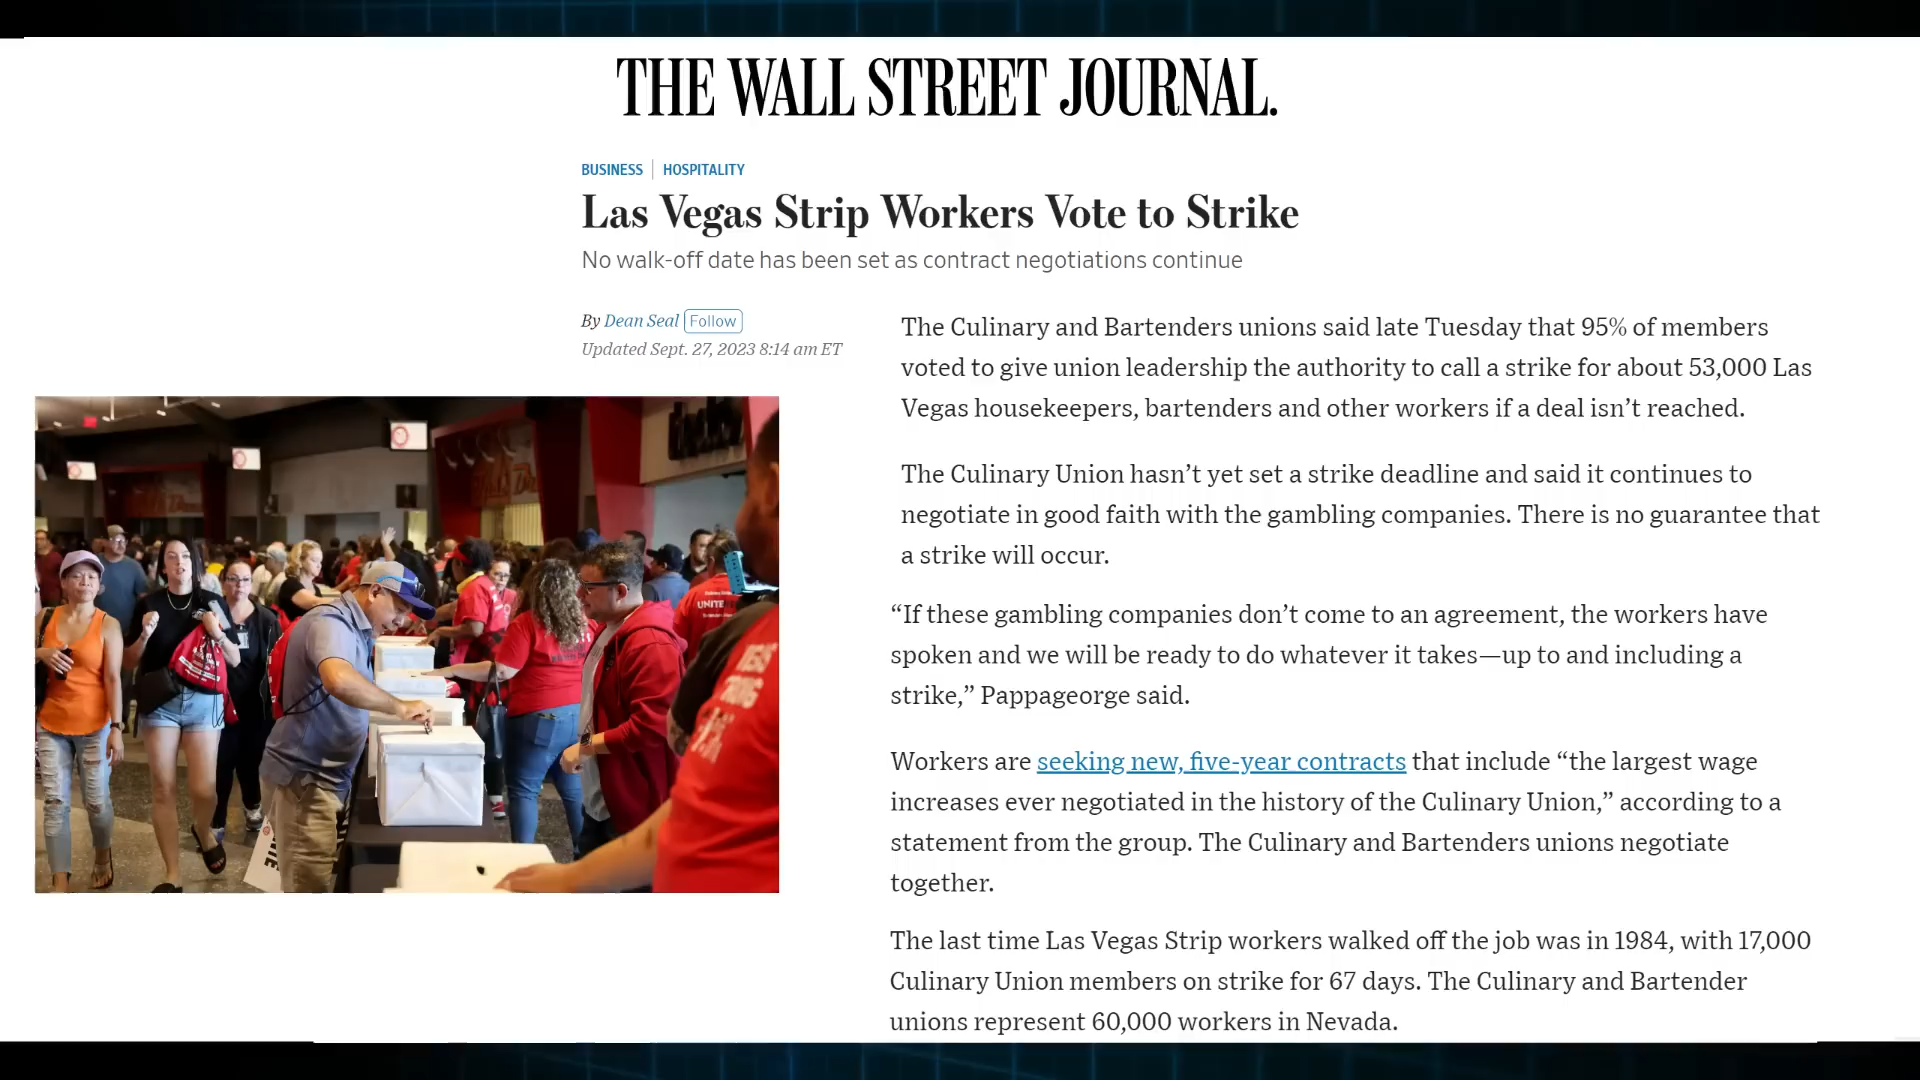 THE WALL STREET JOURNAL.
BUSINESS | HOSPITALITY
Las Vegas Strip Workers Vote to Strike
No walk-off date has been set as contract negotiations continue
By Dean Seal Follow
Updated Sept. 27, 2023 8:14 am ET
The Culinary and Bartenders unions said late Tuesday that 95% of members
voted to give union leadership the authority to call a strike for about 53,000 Las
Vegas housekeepers, bartenders and other workers if a deal isn’t reached.
The Culinary Union hasn’t yet set a strike deadline and said it continues to
negotiate in good faith with the gambling companies. There is no guarantee that
a strike will occur.
“If these gambling companies don’t come to an agreement, the workers have
spoken and we will be ready to do whatever it takes—up to and including a
strike,” Pappageorge said.
Workers are seeking new, five-year contracts that include “the largest wage
increases ever negotiated in the history of the Culinary Union,” according to a
statement from the group. The Culinary and Bartenders unions negotiate
together.
The last time Las Vegas Strip workers walked off the job was in 1984, with 17,000
Culinary Union members on strike for 67 days. The Culinary and Bartender
unions represent 60,000 workers in Nevada.